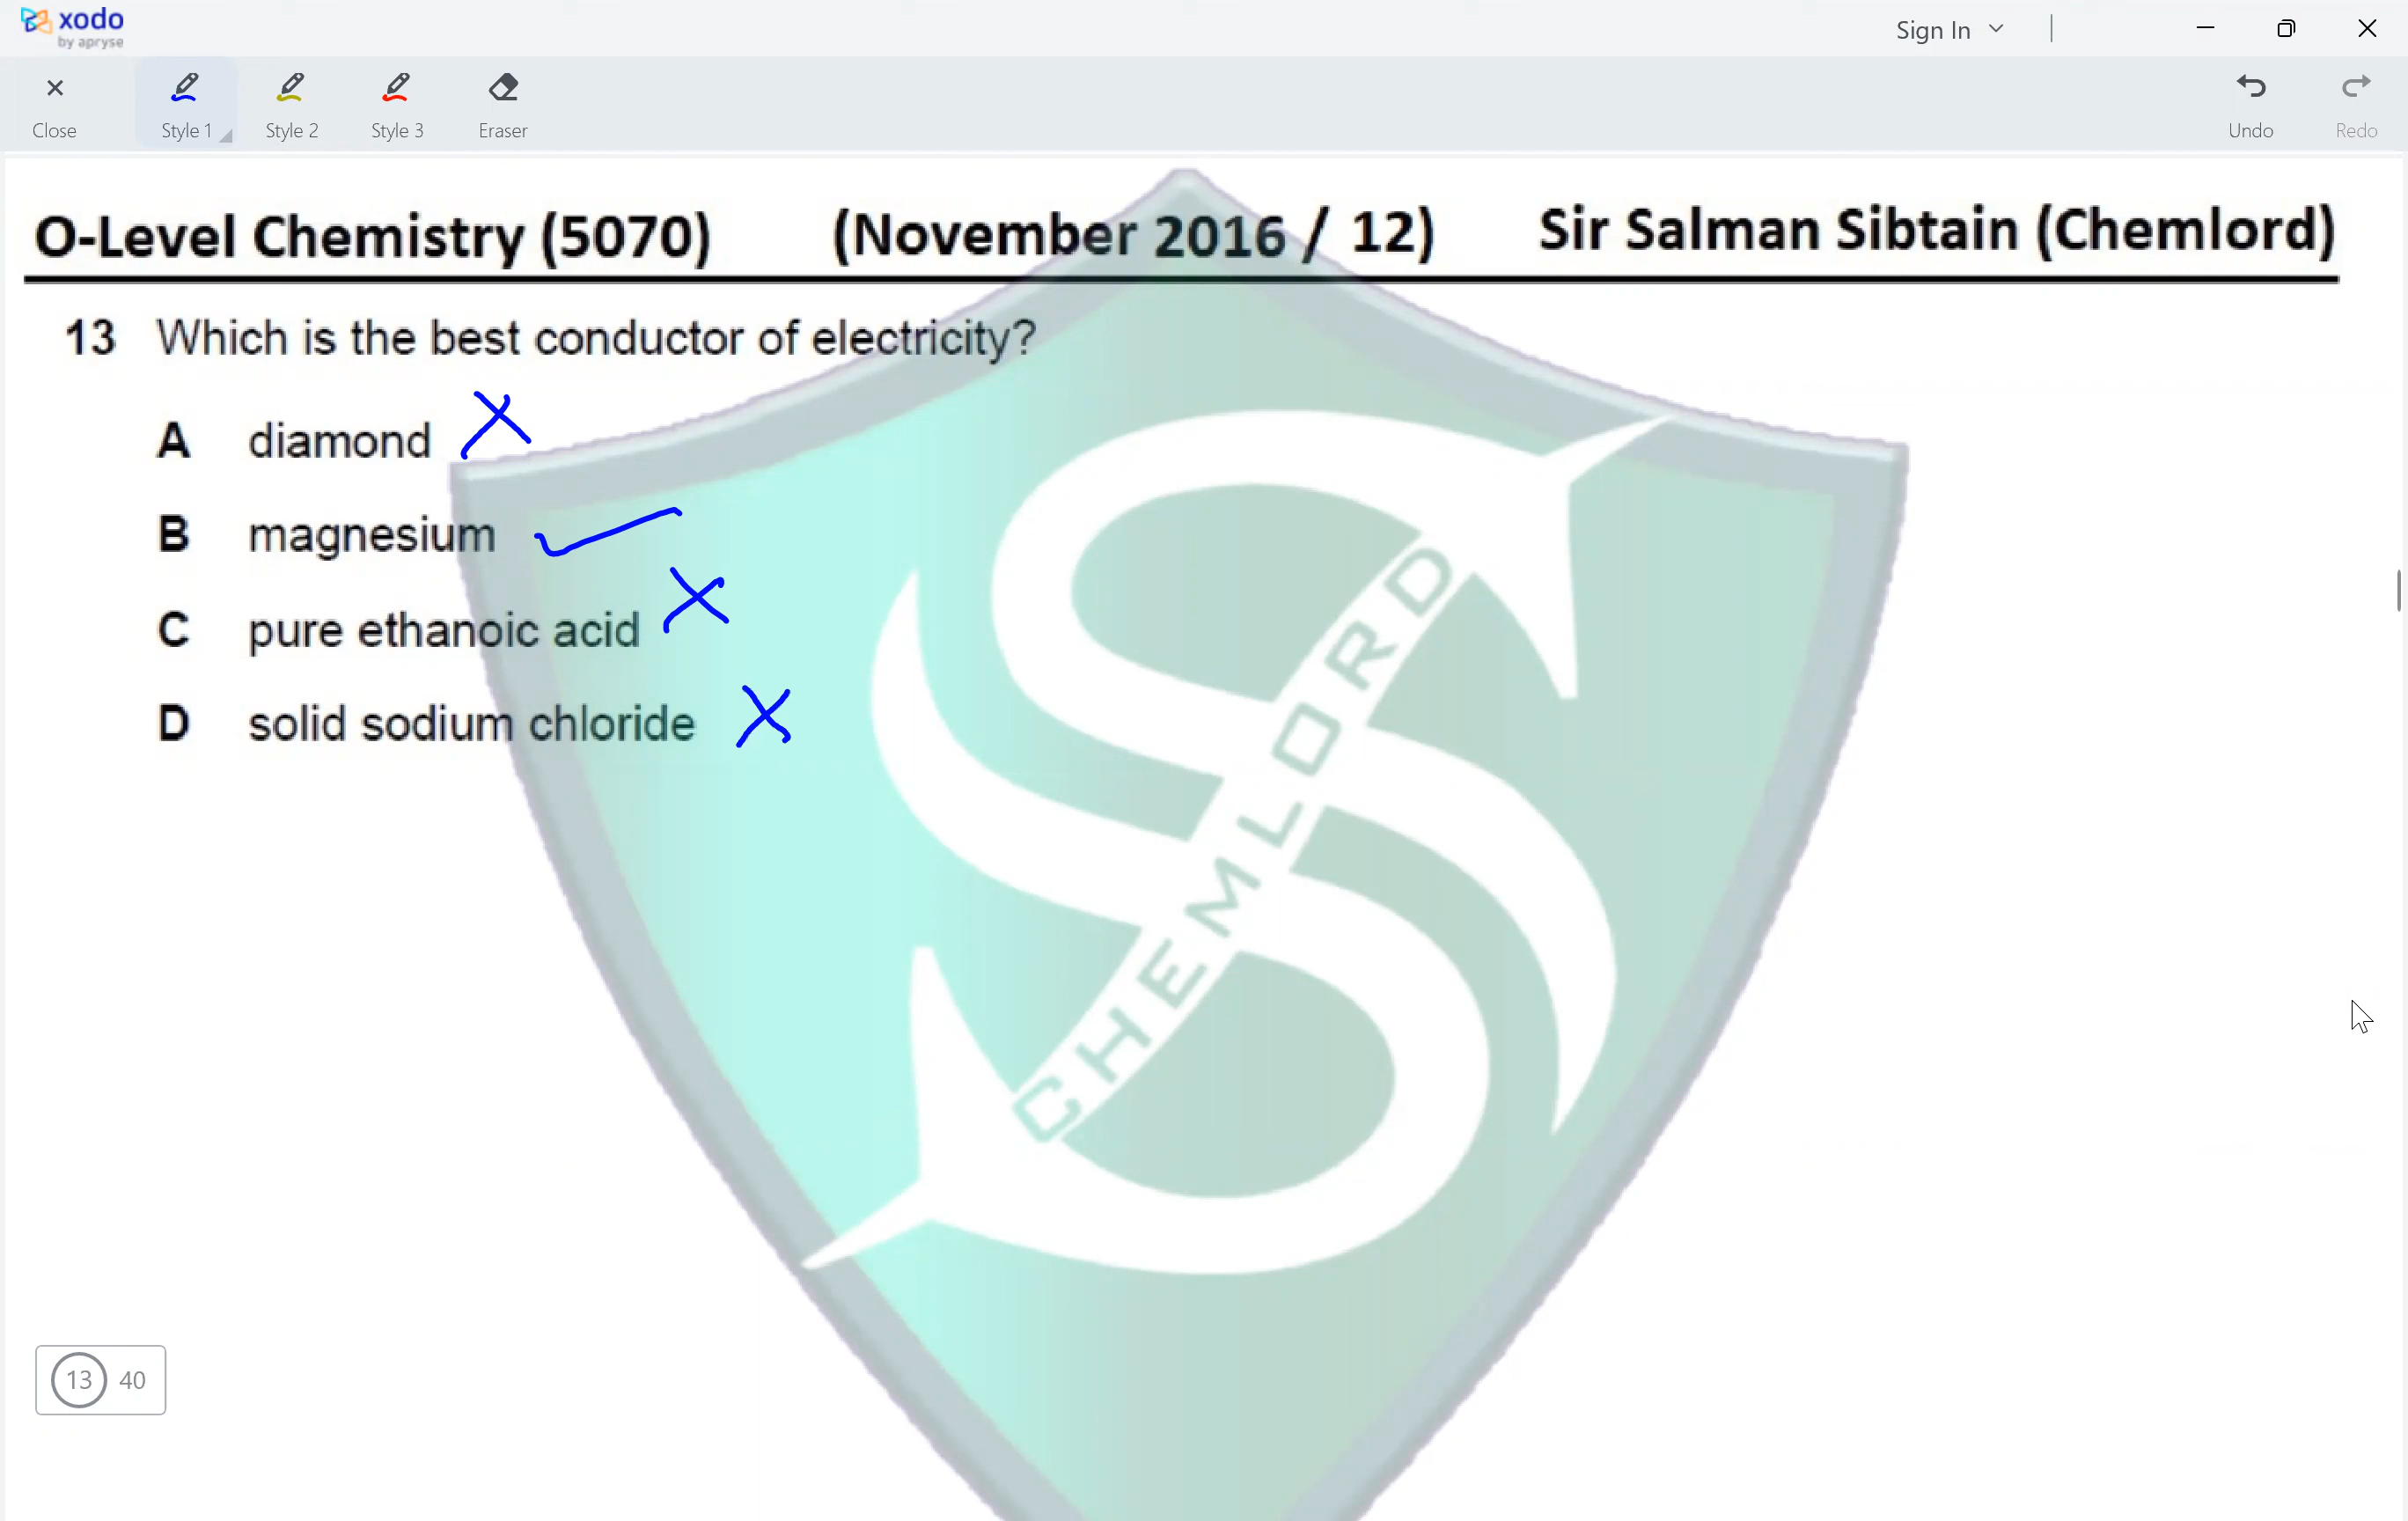 xodo
by apryse
Sign In
Close
Style 1
Style 2
Style 3
Eraser
Undo
Redo
O-Level Chemistry (5070) (November 2016 / 12) Sir Salman Sibtain (Chemlord)
13 Which is the best conductor of electricity?
A diamond
B magnesium
C pure ethanoic acid
D solid sodium chloride
CHEMLORD
13 40